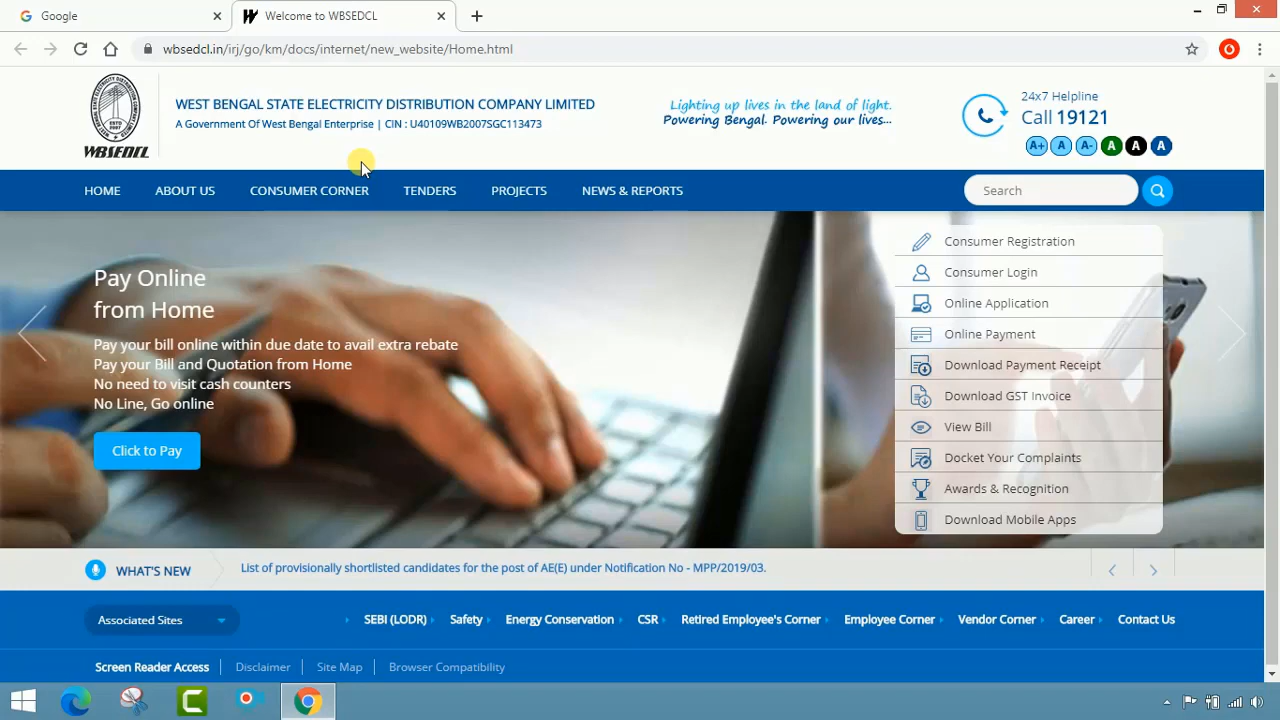 Google
Welcome to WBSEDCL
wbsedcl.in/irj/go/km/docs/internet/new_website/Home.html
WBSEDCL
WEST BENGAL STATE ELECTRICITY DISTRIBUTION COMPANY LIMITED
A Government Of West Bengal Enterprise | CIN : U40109WB2007SGC113473
Lighting up lives in the land of light.
Powering Bengal. Powering our lives...
24x7 Helpline
Call 19121
A+ A A- A A A
HOME ABOUT US CONSUMER CORNER TENDERS PROJECTS NEWS & REPORTS Search
Pay Online
from Home
Pay your bill online within due date to avail extra rebate
Pay your Bill and Quotation from Home
No need to visit cash counters
No Line, Go online
Click to Pay
Consumer Registration
Consumer Login
Online Application
Online Payment
Download Payment Receipt
Download GST Invoice
View Bill
Docket Your Complaints
Awards & Recognition
Download Mobile Apps
WHAT'S NEW List of provisionally shortlisted candidates for the post of AE(E) under Notification No - MPP/2019/03.
Associated Sites SEBI (LODR) Safety Energy Conservation CSR Retired Employee's Corner Employee Corner Vendor Corner Career Contact Us
Screen Reader Access Disclaimer Site Map Browser Compatibility